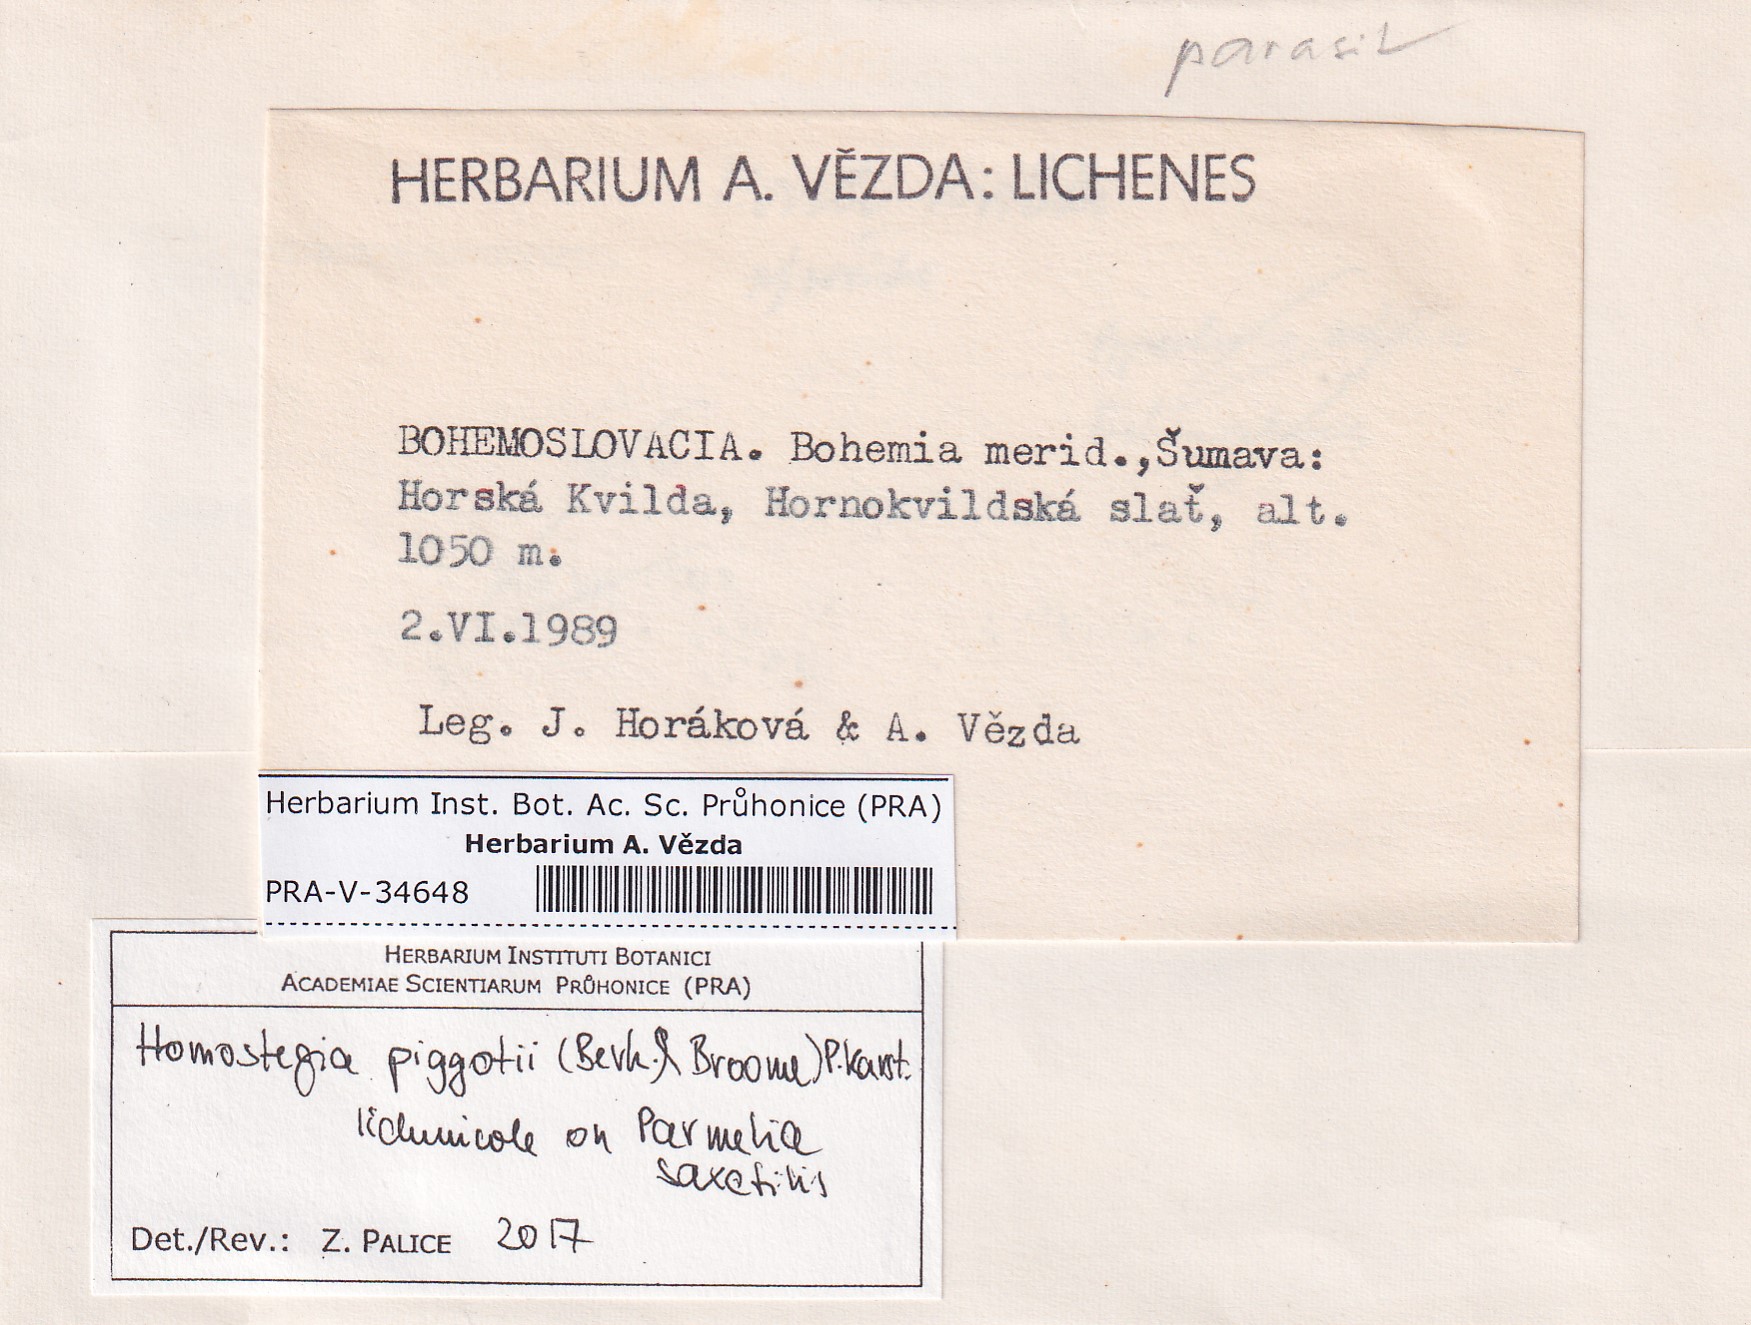 parasit
HERBARIUM A. VĚZDA: LICHENES
BOHEMOSLOVACIA. Bohemia merid.,Šumava:
Horská Kvilda, Hornokvildská slať, alt.
1050 m.
2.VI.1989
Leg. J. Horáková & A. Vězda
Herbarium Inst. Bot. Ac. Sc. Průhonice (PRA)
Herbarium A. Vězda
PRA-V-34648
HERBARIUM INSTITUTI BOTANICI
ACADEMIAE SCIENTIARUM PRŮHONICE (PRA)
Homostegia piggotii (Berk. & Broome) P. Karst.
lichenicole on Parmelia
saxatilis
Det./Rev.: Z. PALICE 2017